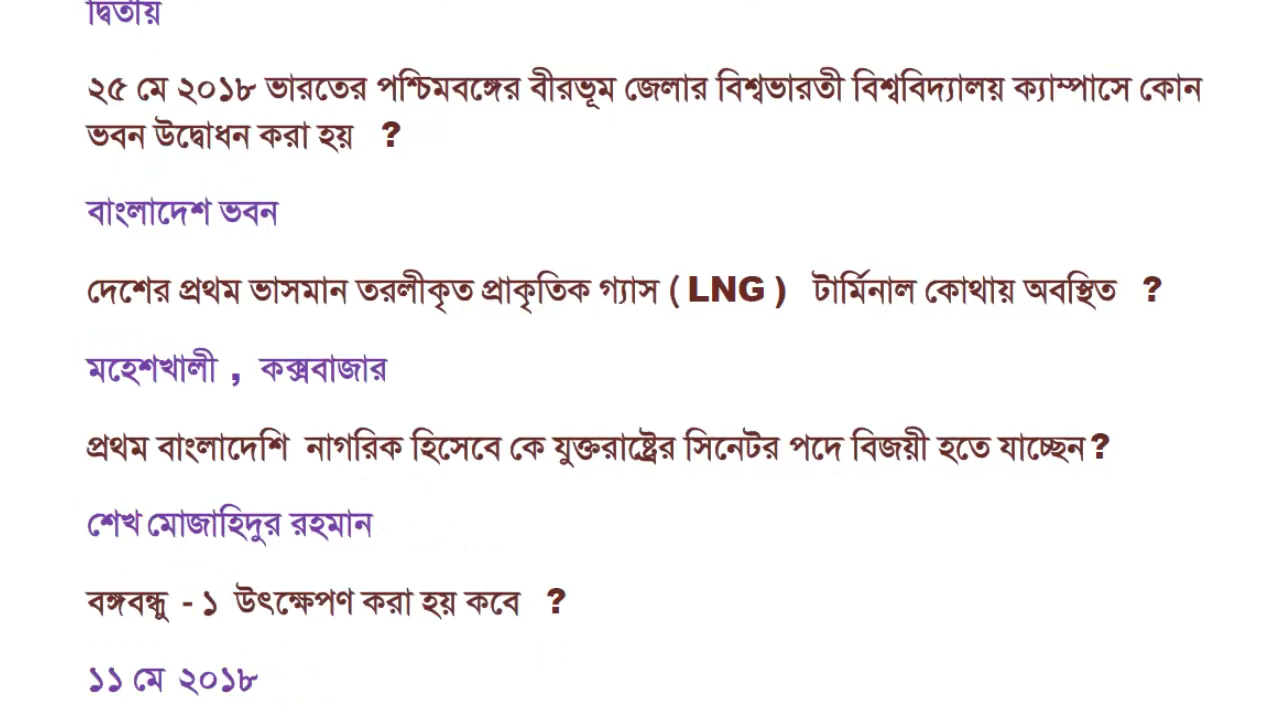 দ্বিতীয়
২৫ মে ২০১৮ ভারতের পশ্চিমবঙ্গের বীরভূম জেলার বিশ্বভারতী বিশ্ববিদ্যালয় ক্যাম্পাসে কোন
ভবন উদ্বোধন করা হয় ?
বাংলাদেশ ভবন
দেশের প্রথম ভাসমান তরলীকৃত প্রাকৃতিক গ্যাস ( LNG ) টার্মিনাল কোথায় অবস্থিত ?
মহেশখালী , কক্সবাজার
প্রথম বাংলাদেশি নাগরিক হিসেবে কে যুক্তরাষ্ট্রের সিনেটর পদে বিজয়ী হতে যাচ্ছেন ?
শেখ মোজাহিদুর রহমান
বঙ্গবন্ধু - ১ উৎক্ষেপণ করা হয় কবে ?
১১ মে ২০১৮